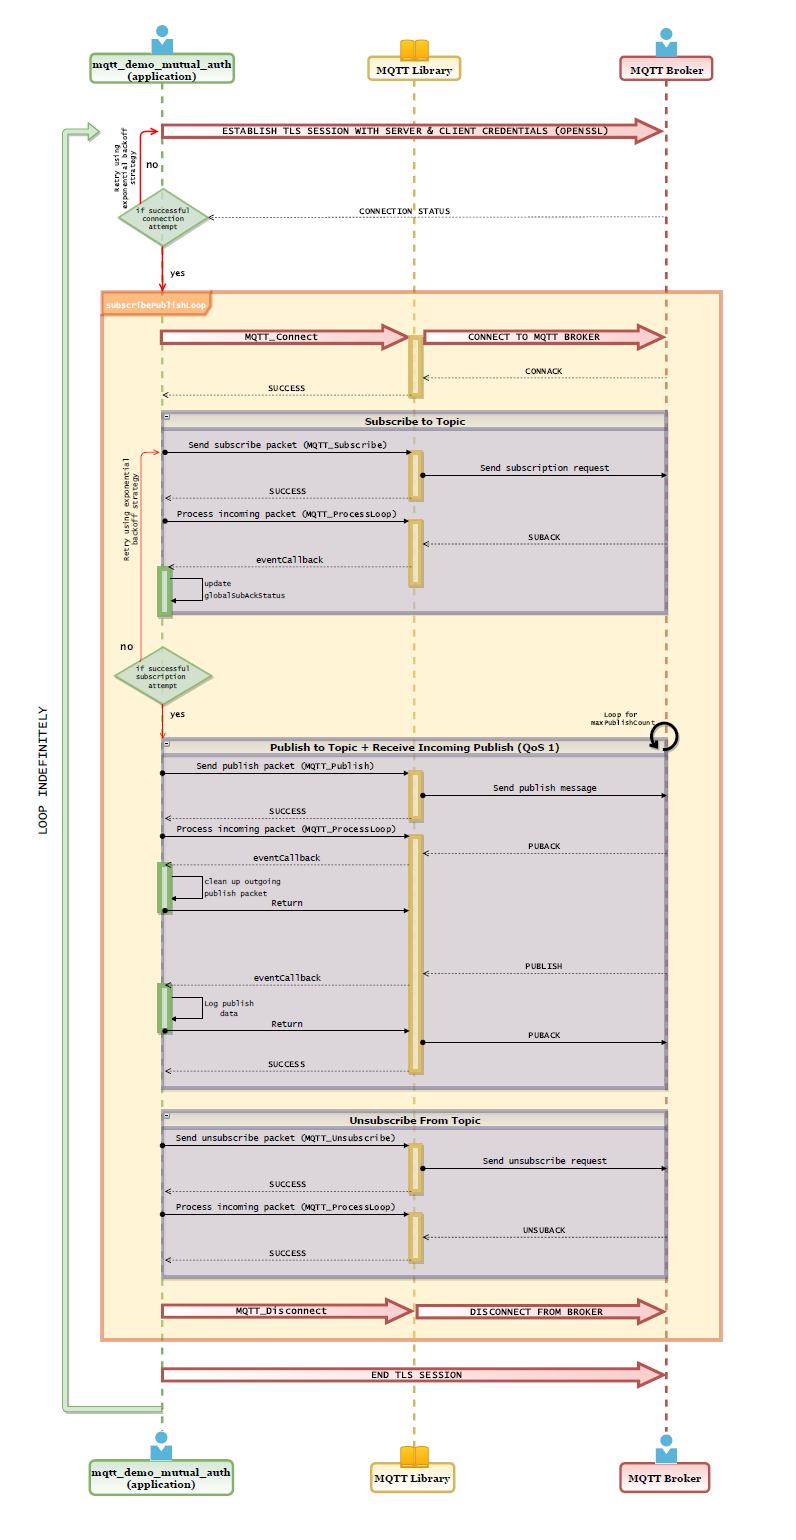 mqtt_demo_mutual_auth
(application)
MQTT Library
MQTT Broker
ESTABLISH TLS SESSION WITH SERVER & CLIENT CREDENTIALS (OPENSSL)
Retry using
exponential backoff
strategy
no
if successful
connection
attempt
CONNECTION STATUS
yes
subscribePublishLoop
MQTT_Connect
CONNECT TO MQTT BROKER
CONNACK
SUCCESS
Subscribe to Topic
Send subscribe packet (MQTT_Subscribe)
Send subscription request
SUCCESS
Process incoming packet (MQTT_ProcessLoop)
SUBACK
eventCallback
update
globalSubAckStatus
Retry using exponential
backoff strategy
no
if successful
subscription
attempt
yes
Loop for
maxPublishCount
LOOP INDEFINITELY
Publish to Topic + Receive Incoming Publish (QoS 1)
Send publish packet (MQTT_Publish)
Send publish message
SUCCESS
Process incoming packet (MQTT_ProcessLoop)
PUBACK
eventCallback
clean up outgoing
publish packet
Return
PUBLISH
eventCallback
Log publish
data
Return
PUBACK
SUCCESS
Unsubscribe From Topic
Send unsubscribe packet (MQTT_Unsubscribe)
Send unsubscribe request
SUCCESS
Process incoming packet (MQTT_ProcessLoop)
UNSUBACK
SUCCESS
MQTT_Disconnect
DISCONNECT FROM BROKER
END TLS SESSION
mqtt_demo_mutual_auth
(application)
MQTT Library
MQTT Broker